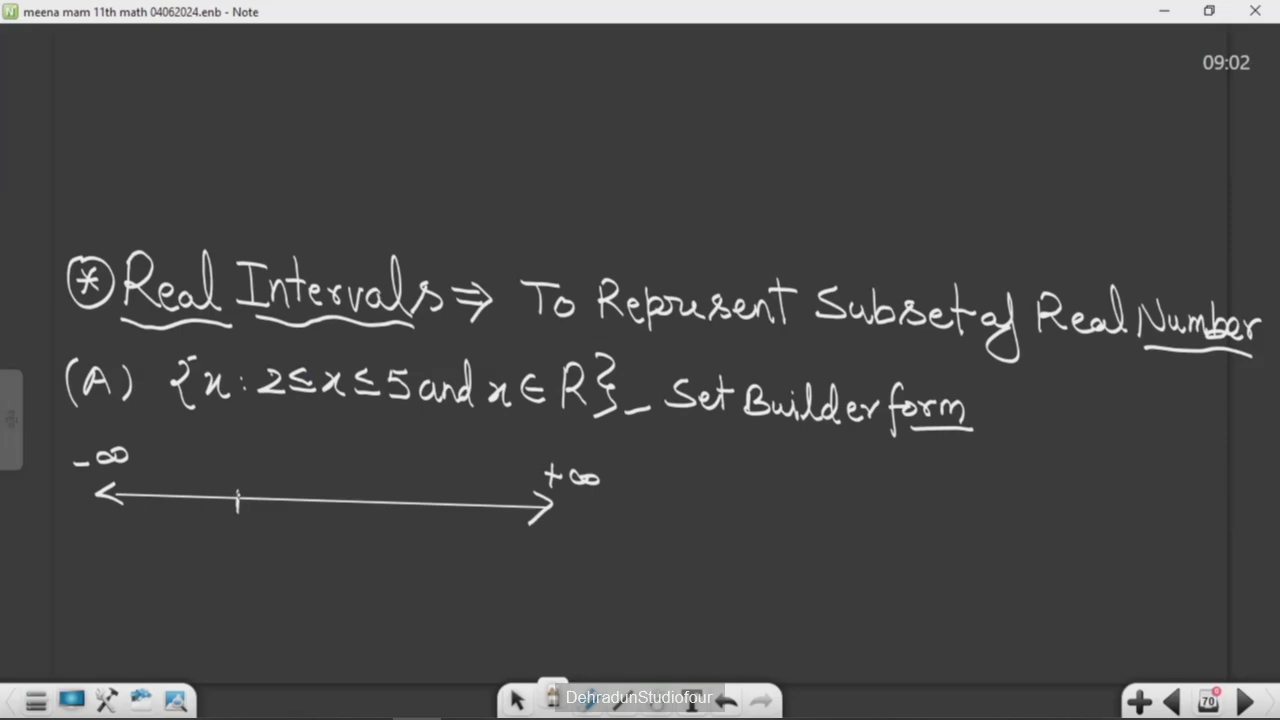 meena mam 11th math 04062024.enb - Note
09:02
* Real Intervals ⇒ To Represent Subset of Real Number
(A) {x : 2 ≤ x ≤ 5 and x ∈ R} - Set Builder form
- ∞
+ ∞
DehradunStudiofour
70